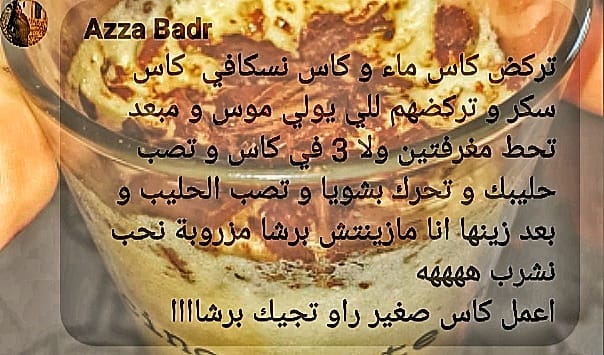 Azza Badr
تركض كاس ماء و كاس نسكافي كاس
سكر و تركضهم للي يولي موس و مبعد
تحط مغرفتين ولا 3 في كاس و تصب
حليبك و تحرك بشويا و تصب الحليب و
بعد زينها انا مازينتش برشا مزروبة نحب
نشرب ههههه
اعمل كاس صغير راو تجيك برشاااا